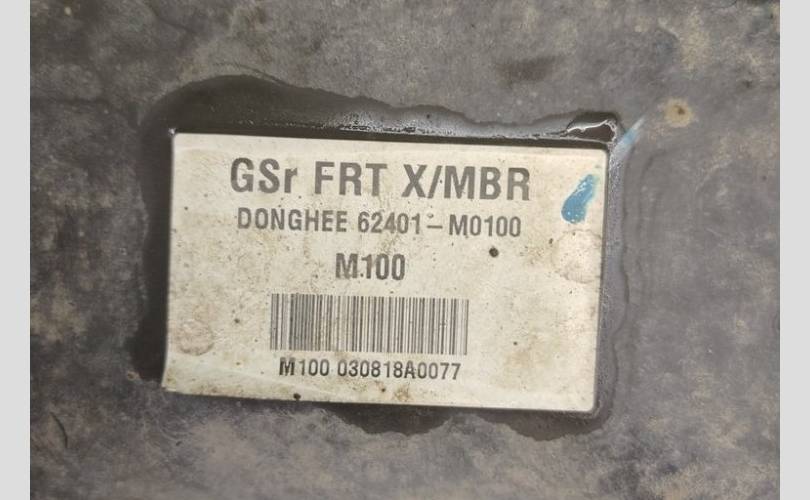 GSr FRT X/MBR
DONGHEE 62401-M0100
M100
M100 030818A0077